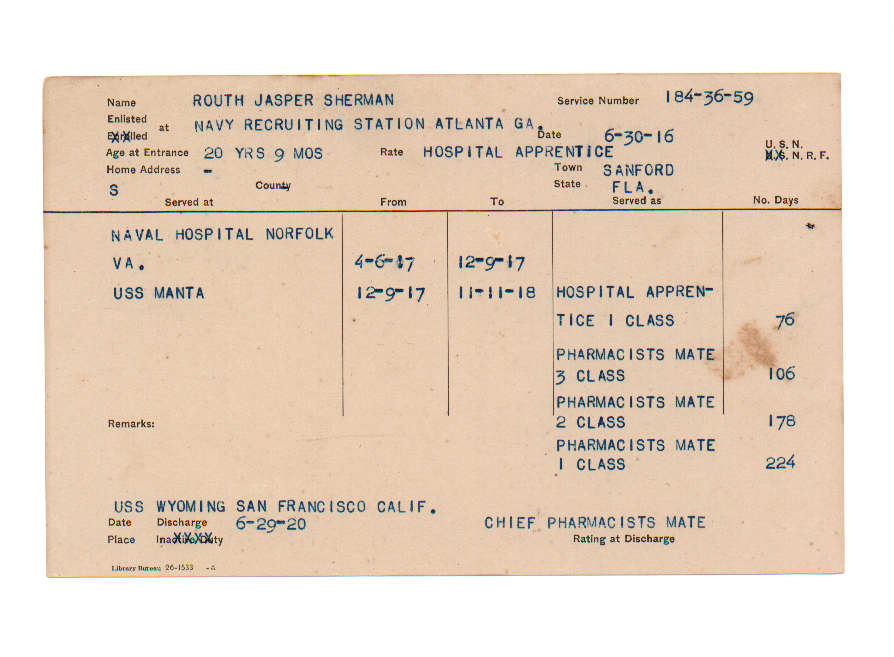 Name ROUTH JASPER SHERMAN Service Number 184-36-59
Enlisted
Enrolled at NAVY RECRUITING STATION ATLANTA GA. Date 6-30-16
Age at Entrance 20 YRS 9 MOS Rate HOSPITAL APPRENTICE U. S. N.
U. S. N. R. F.
Home Address - Town SANFORD
S County State FLA.
Served at From To Served as No. Days
NAVAL HOSPITAL NORFOLK
VA. 4-6-17 12-9-17
USS MANTA 12-9-17 11-11-18 HOSPITAL APPREN-
TICE 1 CLASS 76
PHARMACISTS MATE
3 CLASS 106
PHARMACISTS MATE
Remarks: 2 CLASS 178
PHARMACISTS MATE
1 CLASS 224
USS WYOMING SAN FRANCISCO CALIF.
Date Discharge 6-29-20 CHIEF PHARMACISTS MATE
Place Inactive Duty Rating at Discharge
Library Bureau 26-1533